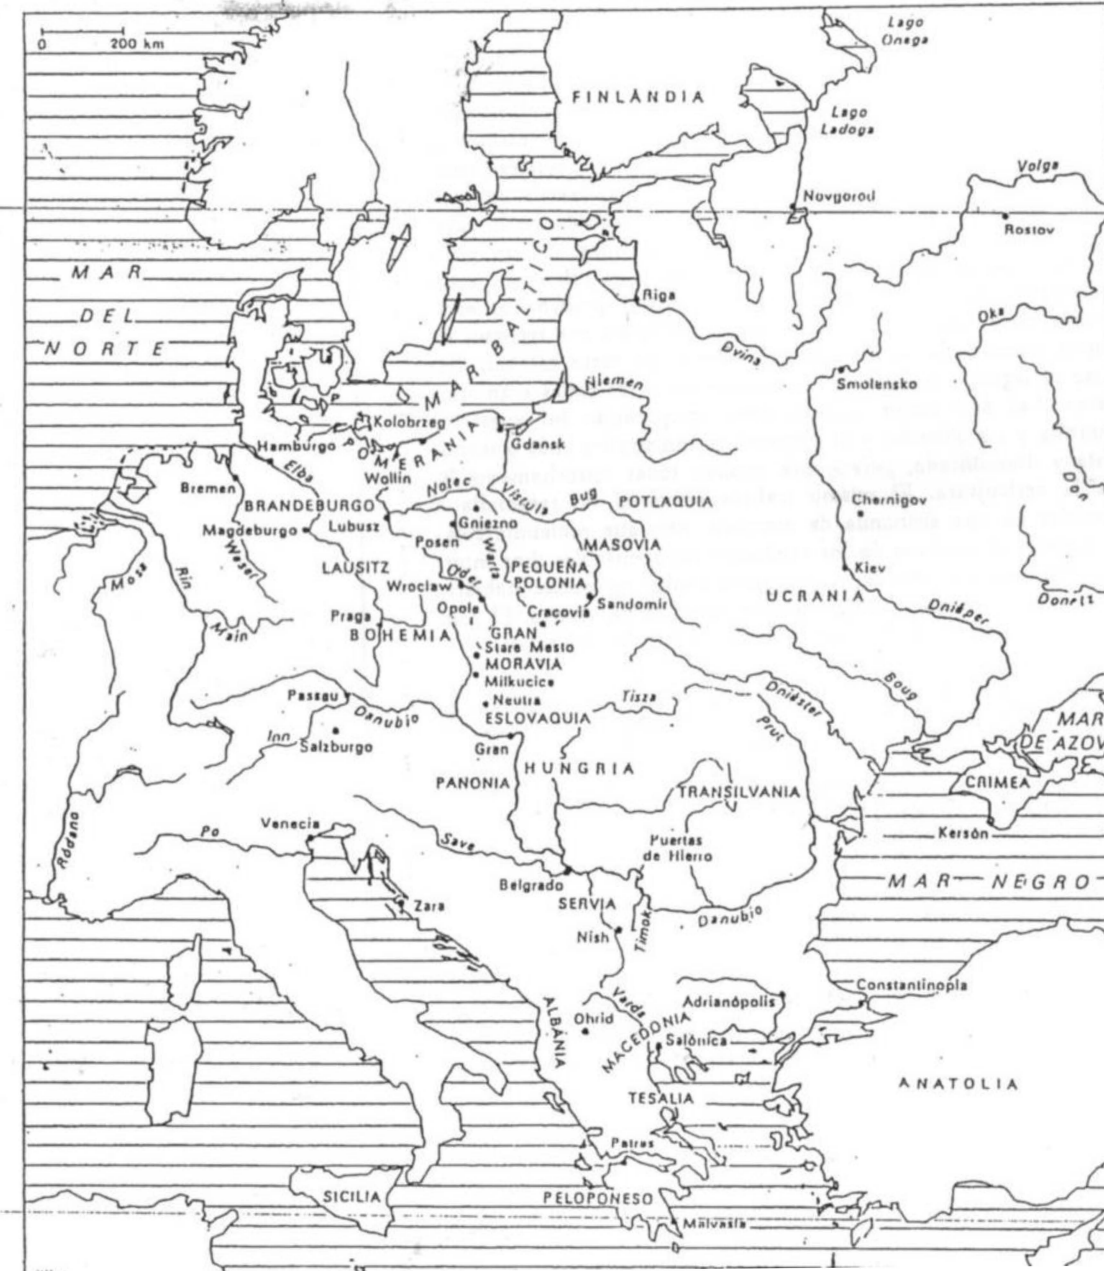 0 200 km
Lago
Onega
FINLÂNDIA
Lago
Ladoga
Volga
Novgorod
Rostov
MAR
DEL
NORTE
MAR BALTICO
Riga
Dvina
Oka
Smolensko
Niemen
Kolobrzeg
Gdansk
Hamburgo
POMERANIA
Wollin
Elba
Bremen
Notec
Vistula
Bug
POTLAQUIA
Don
Chernigov
BRANDEBURGO
Lubusz
Gniezno
Magdeburgo
Posen
Warta
MASOVIA
Weser
Mosa
Rin
LAUSITZ
Wroclaw
Oder
PEQUEÑA
POLONIA
Kiev
Opole
Cracovia
Sandomir
UCRANIA
Dniéper
Donetz
Praga
Main
BOHEMIA
GRAN
Stare Mesto
MORAVIA
Milkucice
Neutra
ESLOVAQUIA
Passau
Danubio
Tisza
Dniéster
Boug
Prut
Inn
Salzburgo
Gran
MAR
DE AZOV
HUNGRIA
PANONIA
TRANSILVANIA
CRIMEA
Ródano
Po
Venecia
Save
Puertas
de Hierro
Kersón
Belgrado
MAR NEGRO
Zara
SERVIA
Timok
Danubio
Nish
Adrianópolis
Constantinopla
Varda
Ohrid
ALBANIA
MACEDONIA
Salónica
ANATOLIA
TESALIA
Patras
SICILIA
PELOPONESO
Malvasia